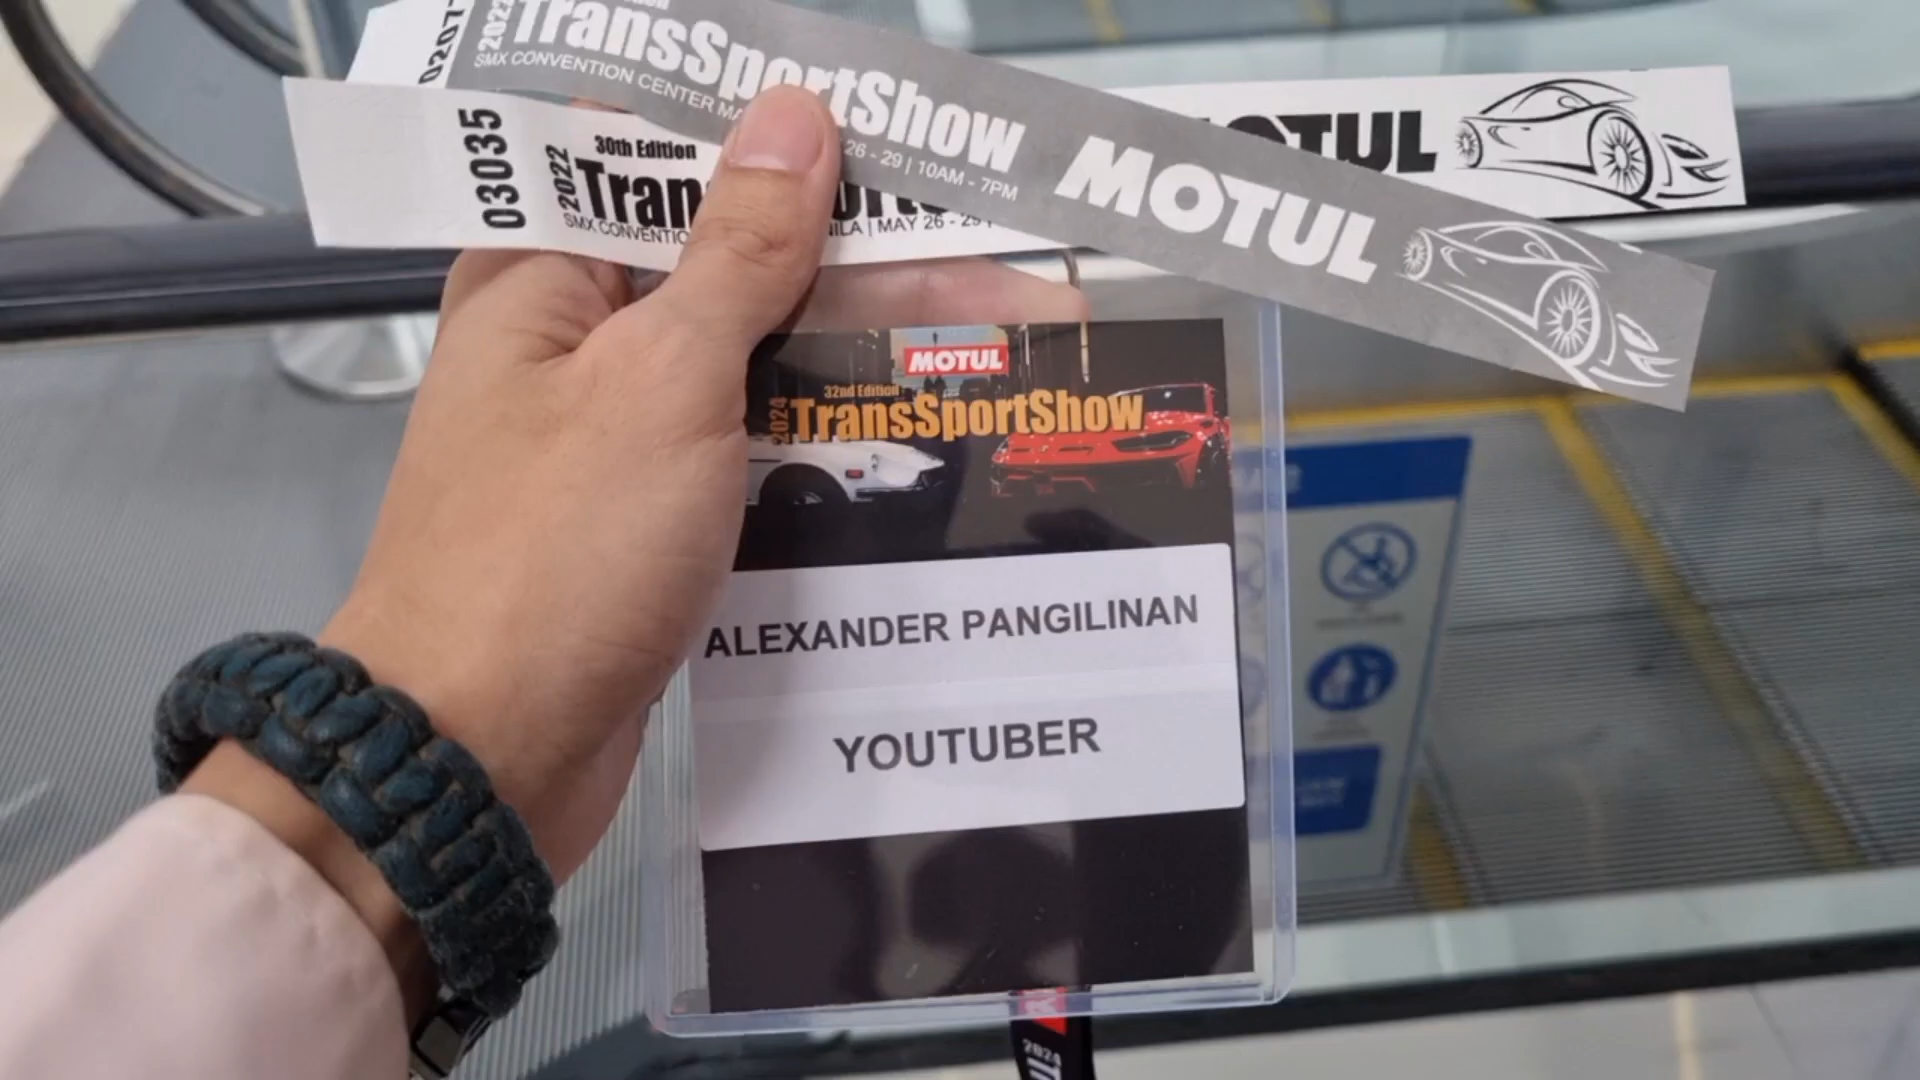 02077
2022
TransSportShow
SMX CONVENTION CENTER MA
26 - 29 | 10AM - 7PM
MOTUL
MOTUL
03035
2022
30th Edition
Tran
SMX CONVENTIO
NILA | MAY 26 - 29 |
MOTUL
32nd Edition
2024
TransSportShow
ALEXANDER PANGILINAN
YOUTUBER
2024